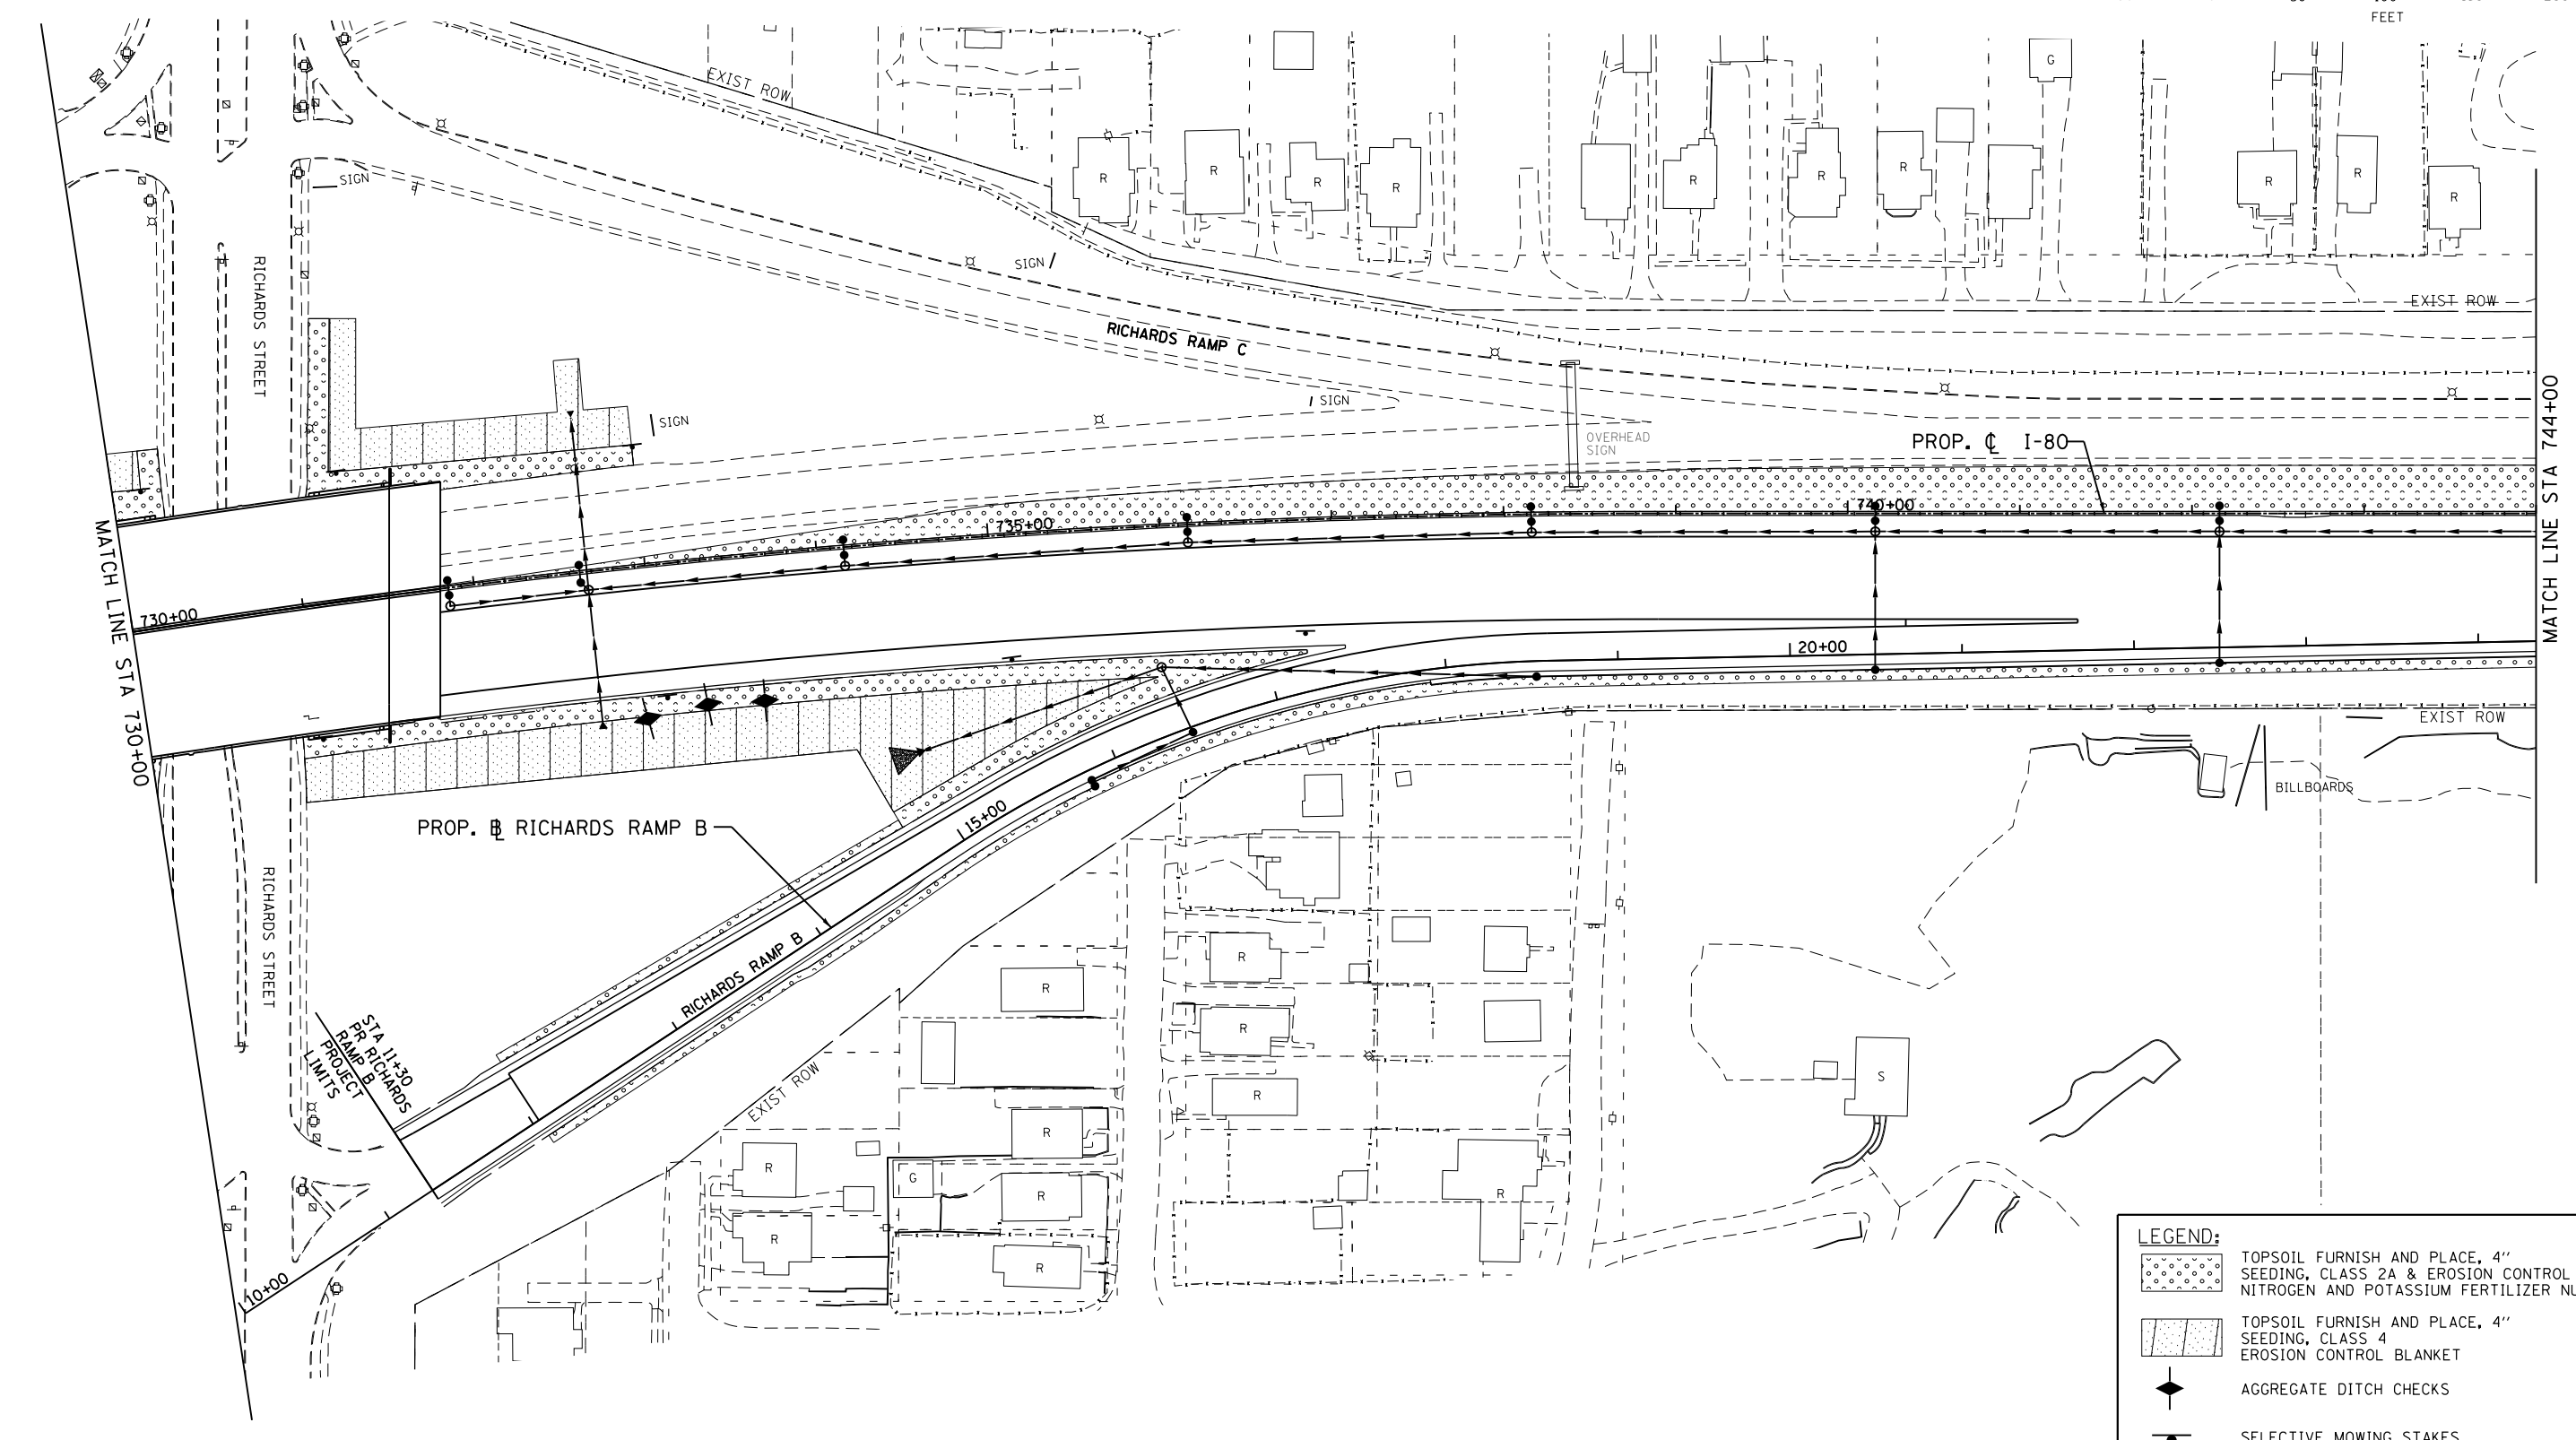 FEET
EXIST ROW
G
R
R
R
R
R
R
R
R
R
R
SIGN
RICHARDS STREET
SIGN
RICHARDS RAMP C
EXIST ROW
SIGN
SIGN
OVERHEAD
SIGN
PROP. ℄ I-80
MATCH LINE STA 744+00
735+00
740+00
MATCH LINE STA 730+00
730+00
20+00
EXIST ROW
BILLBOARDS
PROP. BL RICHARDS RAMP B
15+00
RICHARDS STREET
RICHARDS RAMP B
STA 11+30
PR RICHARDS
RAMP B
PROJECT
LIMITS
EXIST ROW
R
R
R
R
S
R
R
R
G
R
R
R
R
10+00
LEGEND:
TOPSOIL FURNISH AND PLACE, 4"
SEEDING, CLASS 2A & EROSION CONTROL
NITROGEN AND POTASSIUM FERTILIZER
TOPSOIL FURNISH AND PLACE, 4"
SEEDING, CLASS 4
EROSION CONTROL BLANKET
AGGREGATE DITCH CHECKS
SELECTIVE MOWING STAKES